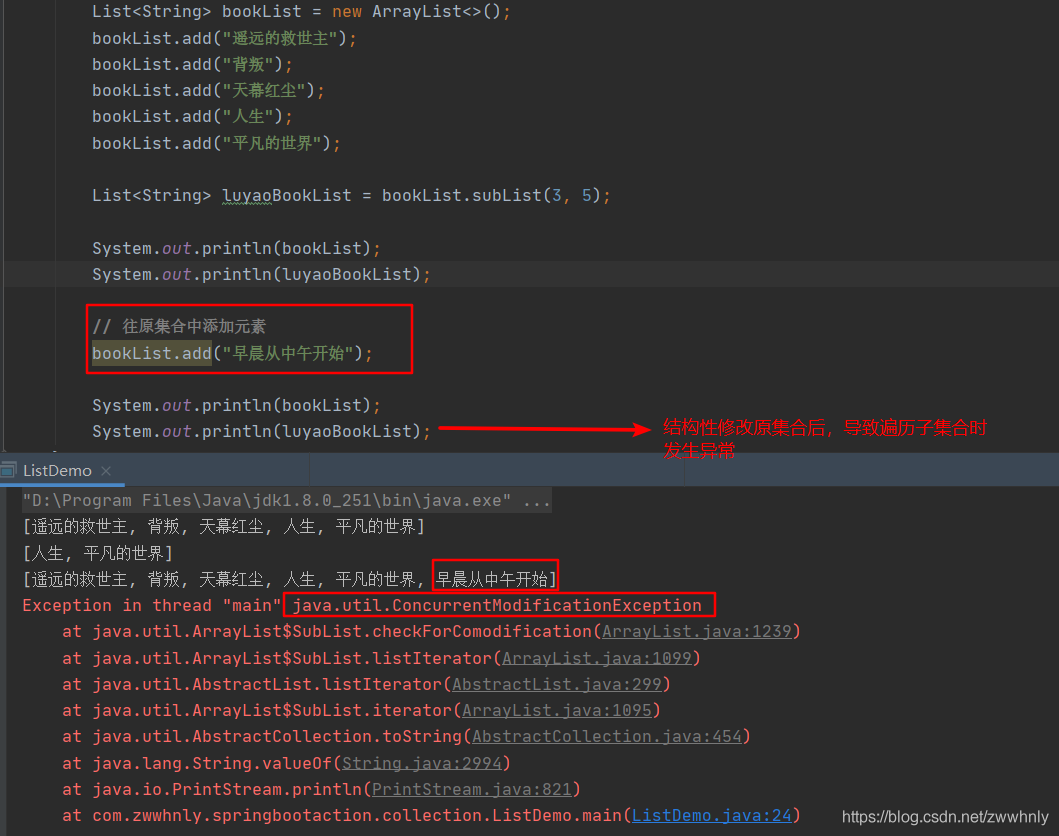 List<String> bookList = new ArrayList<>();
bookList.add("遥远的救世主");
bookList.add("背叛");
bookList.add("天幕红尘");
bookList.add("人生");
bookList.add("平凡的世界");
List<String> luyaoBookList = bookList.subList(3, 5);
System.out.println(bookList);
System.out.println(luyaoBookList);
// 往原集合中添加元素
bookList.add("早晨从中午开始");
System.out.println(bookList);
System.out.println(luyaoBookList);
结构性修改原集合后，导致遍历子集合时
发生异常
ListDemo ×
"D:\Program Files\Java\jdk1.8.0_251\bin\java.exe" ...
[遥远的救世主, 背叛, 天幕红尘, 人生, 平凡的世界]
[人生, 平凡的世界]
[遥远的救世主, 背叛, 天幕红尘, 人生, 平凡的世界, 早晨从中午开始]
Exception in thread "main" java.util.ConcurrentModificationException
at java.util.ArrayList$SubList.checkForComodification(ArrayList.java:1239)
at java.util.ArrayList$SubList.listIterator(ArrayList.java:1099)
at java.util.AbstractList.listIterator(AbstractList.java:299)
at java.util.ArrayList$SubList.iterator(ArrayList.java:1095)
at java.util.AbstractCollection.toString(AbstractCollection.java:454)
at java.lang.String.valueOf(String.java:2994)
at java.io.PrintStream.println(PrintStream.java:821)
at com.zwwhnly.springbootaction.collection.ListDemo.main(ListDemo.java:24)
https://blog.csdn.net/zwwhnly